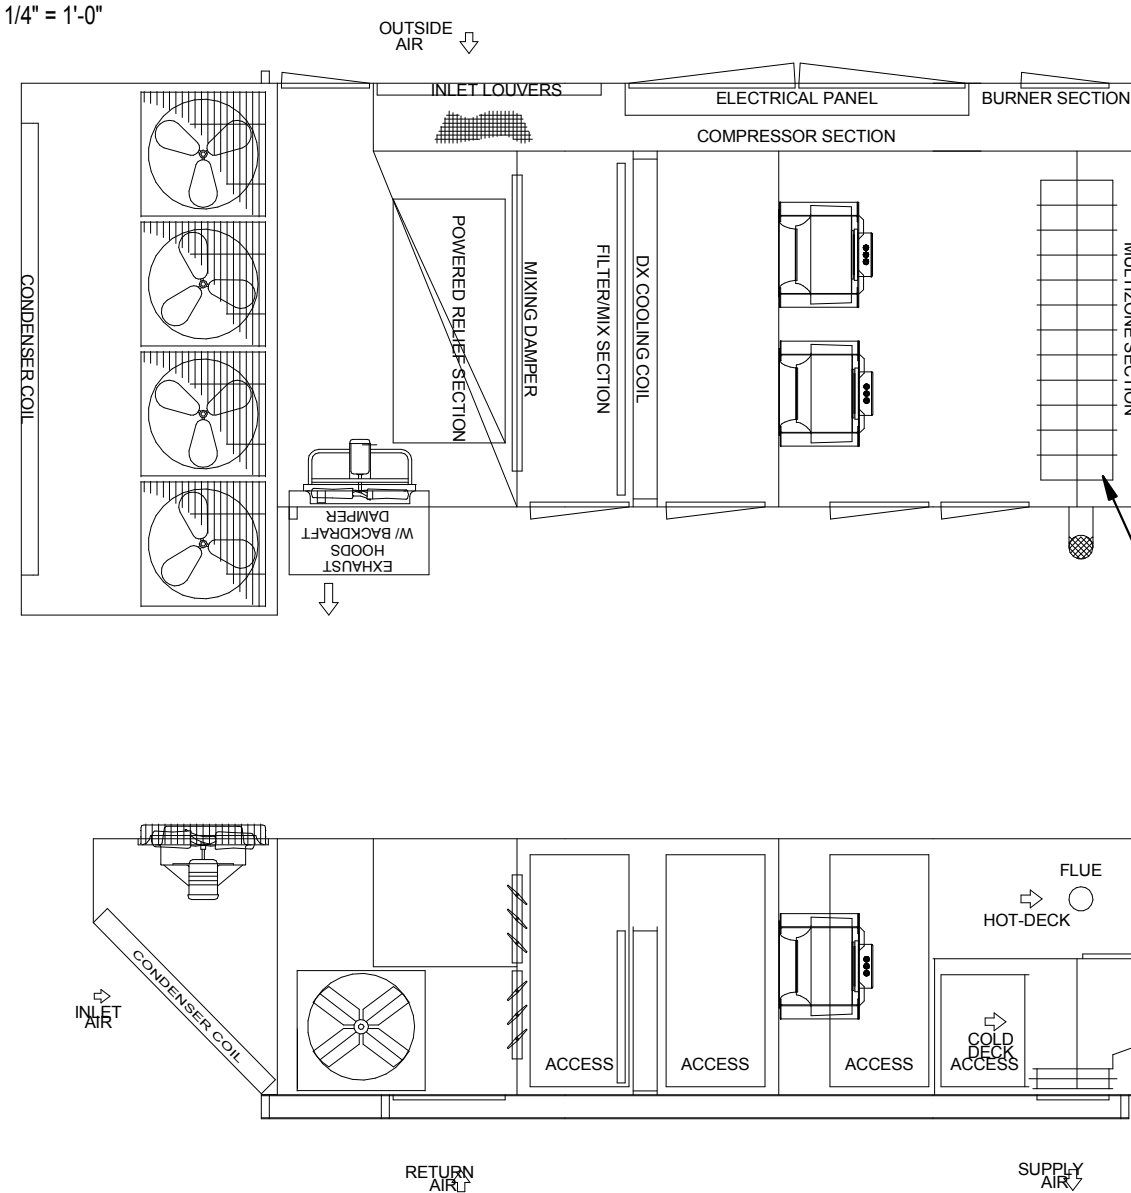 1/4" = 1'-0"
OUTSIDE
AIR
INLET LOUVERS
ELECTRICAL PANEL
BURNER SECTION
COMPRESSOR SECTION
CONDENSER COIL
POWERED RELIEF SECTION
MIXING DAMPER
FILTER/MIX SECTION
DX COOLING COIL
MULTIZONE SECTION
EXHAUST
HOODS
W/ BACKDRAFT
DAMPER
FLUE
HOT-DECK
CONDENSER COIL
INLET
AIR
COLD
DECK
ACCESS
ACCESS
ACCESS
ACCESS
RETURN
AIR
SUPPLY
AIR